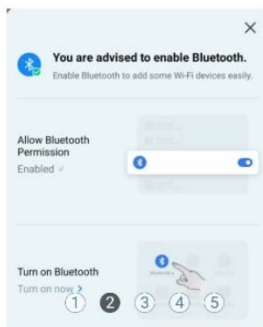 You are advised to enable Bluetooth.
Enable Bluetooth to add some Wi-Fi devices easily.
Allow Bluetooth
Permission
Enabled ✓
Turn on Bluetooth
Turn on now >
1 2 3 4 5